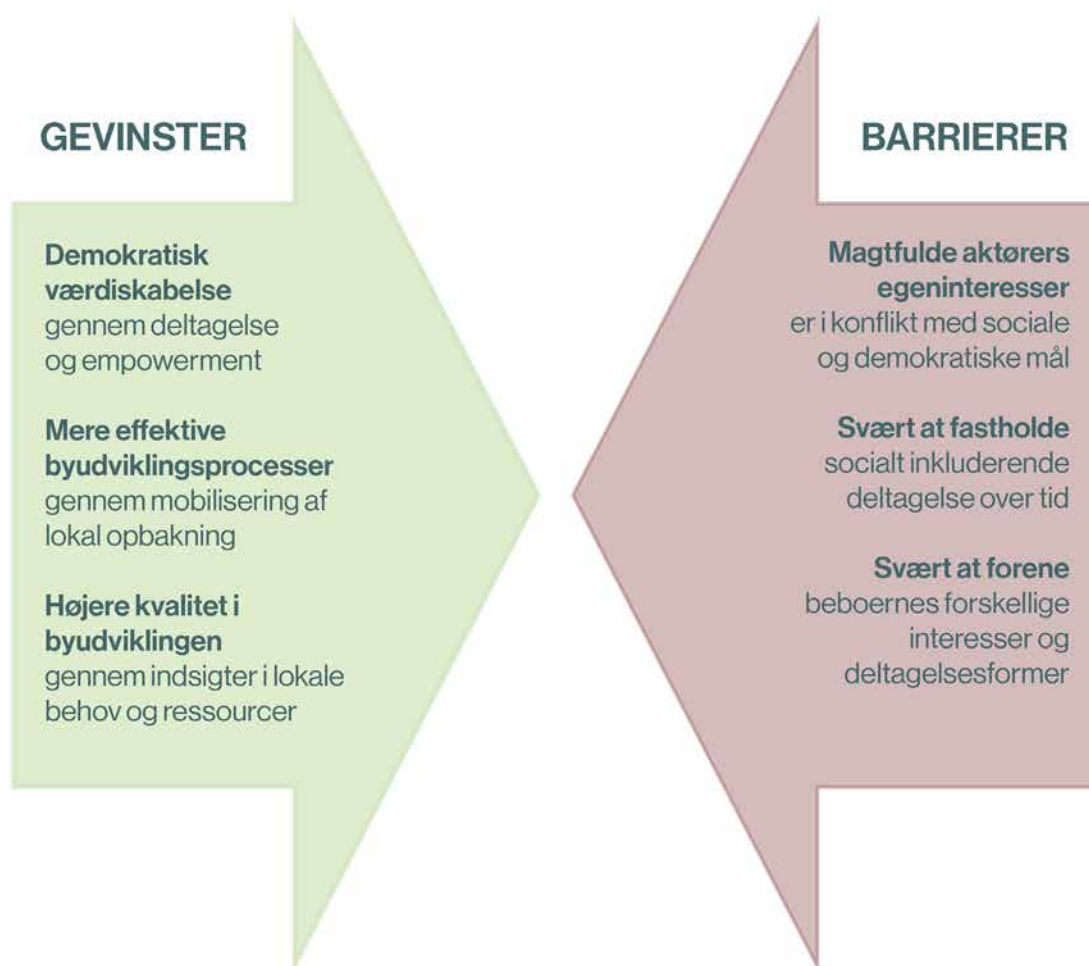 GEVINSTER
Demokratisk
værdiskabelse
gennem deltagelse
og empowerment
Mere effektive
byudviklingsprocesser
gennem mobilisering af
lokal opbakning
Højere kvalitet i
byudviklingen
gennem indsigter i lokale
behov og ressourcer
BARRIERER
Magtfulde aktørers
egeninteresser
er i konflikt med sociale
og demokratiske mål
Svært at fastholde
socialt inkluderende
deltagelse over tid
Svært at forene
beboernes forskellige
interesser og
deltagelsesformer